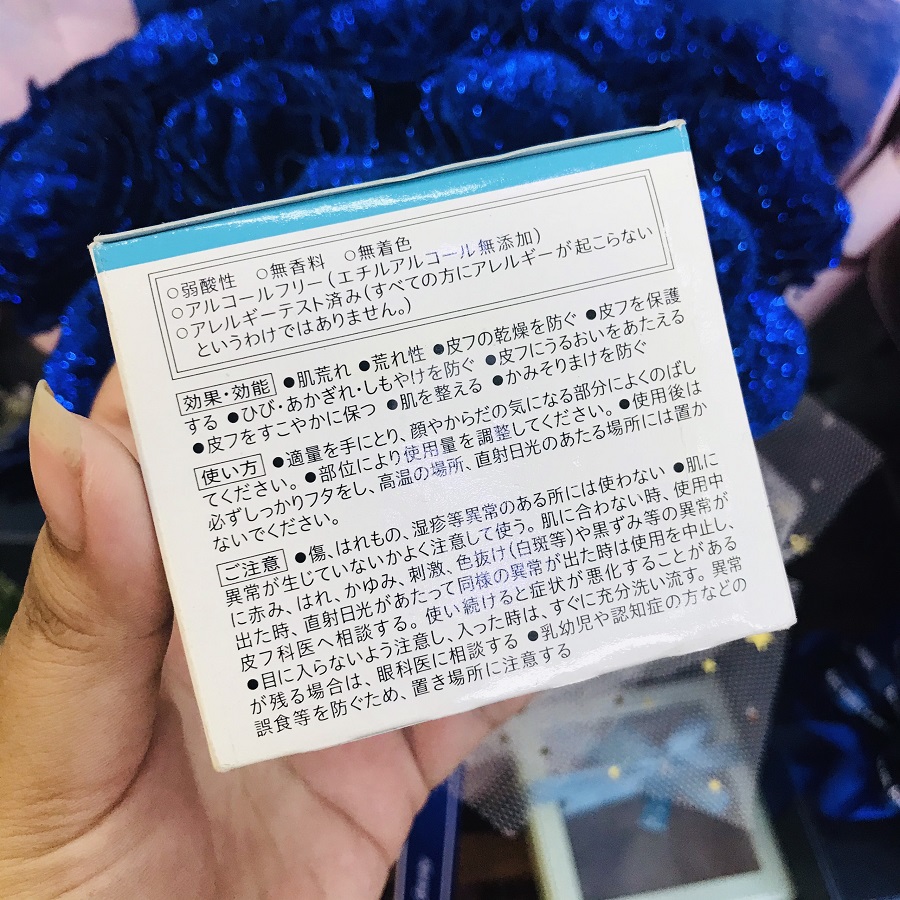 ○弱酸性 ○無香料 ○無着色
○アルコールフリー(エチルアルコール無添加)
○アレルギーテスト済み(すべての方にアレルギーが起こらない
というわけではありません。)
効果・効能 ●肌荒れ ●荒れ性 ●皮フの乾燥を防ぐ ●皮フを保護
する ●ひび・あかぎれ・しもやけを防ぐ ●皮フにうるおいをあたえる
●皮フをすこやかに保つ ●肌を整える ●かみそりまけを防ぐ
使い方 ●適量を手にとり、顔やからだの気になる部分によくのばし
てください。 ●部位により使用量を調整してください。 ●使用後は
必ずしっかりフタをし、高温の場所、直射日光のあたる場所には置か
ないでください。
ご注意 ●傷、はれもの、湿疹等異常のある所には使わない ●肌に
異常が生じていないかよく注意して使う。肌に合わない時、使用中
に赤み、はれ、かゆみ、刺激、色抜け(白斑等)や黒ずみ等の異常が
出た時、直射日光があたって同様の異常が出た時は使用を中止し、
皮フ科医へ相談する。使い続けると症状が悪化することがある
●目に入らないよう注意し、入った時は、すぐに充分洗い流す。異常
が残る場合は、眼科医に相談する ●乳幼児や認知症の方などの
誤食等を防ぐため、置き場所に注意する